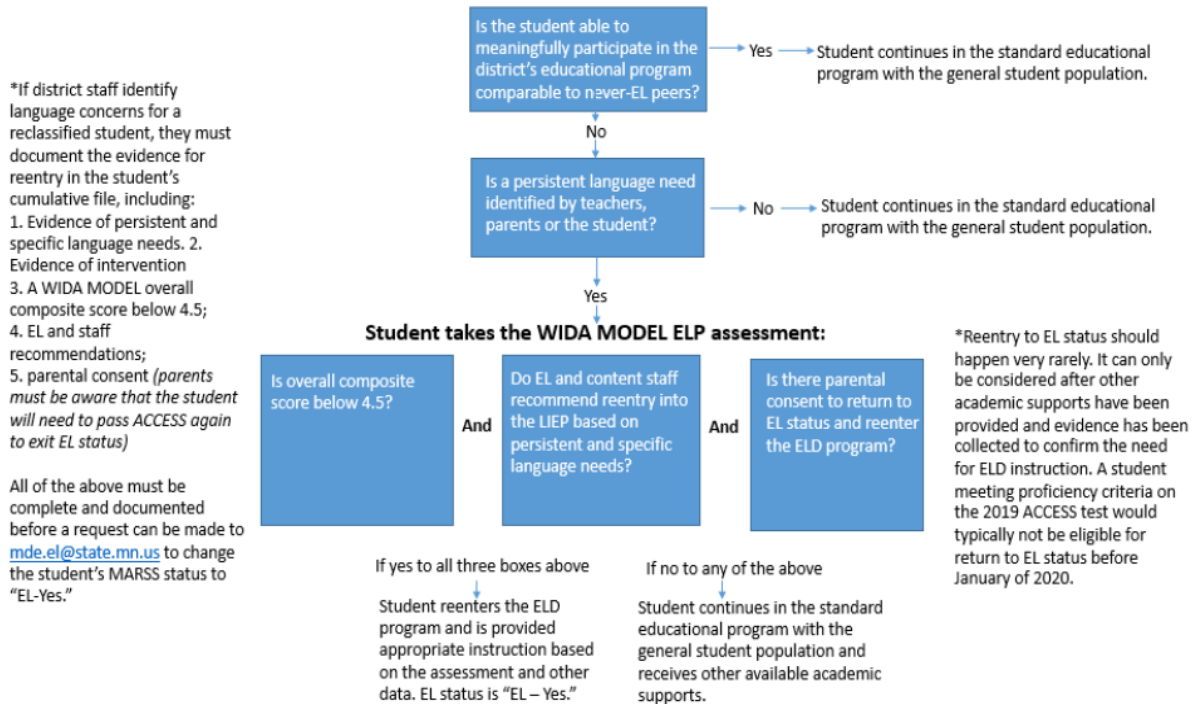 Is the student able to
meaningfully participate in the
district's educational program
comparable to never-EL peers?
Yes
Student continues in the standard educational
program with the general student population.
*If district staff identify
language concerns for a
reclassified student, they must
document the evidence for
reentry in the student's
cumulative file, including:
1. Evidence of persistent and
specific language needs. 2.
Evidence of intervention
3. A WIDA MODEL overall
composite score below 4.5;
4. EL and staff
recommendations;
5. parental consent (parents
must be aware that the student
will need to pass ACCESS again
to exit EL status)
All of the above must be
complete and documented
before a request can be made to
mde.el@state.mn.us to change
the student's MARSS status to
"EL-Yes."
No
Is a persistent language need
identified by teachers,
parents or the student?
No
Student continues in the standard educational
program with the general student population.
Yes
Student takes the WIDA MODEL ELP assessment:
Is overall composite
score below 4.5?
And
Do EL and content staff
recommend reentry into
the LIEP based on
persistent and specific
language needs?
And
Is there parental
consent to return to
EL status and reenter
the ELD program?
*Reentry to EL status should
happen very rarely. It can only
be considered after other
academic supports have been
provided and evidence has been
collected to confirm the need
for ELD instruction. A student
meeting proficiency criteria on
the 2019 ACCESS test would
typically not be eligible for
return to EL status before
January of 2020.
If yes to all three boxes above
Student reenters the ELD
program and is provided
appropriate instruction based
on the assessment and other
data. EL status is "EL – Yes."
If no to any of the above
Student continues in the standard
educational program with the
general student population and
receives other available academic
supports.